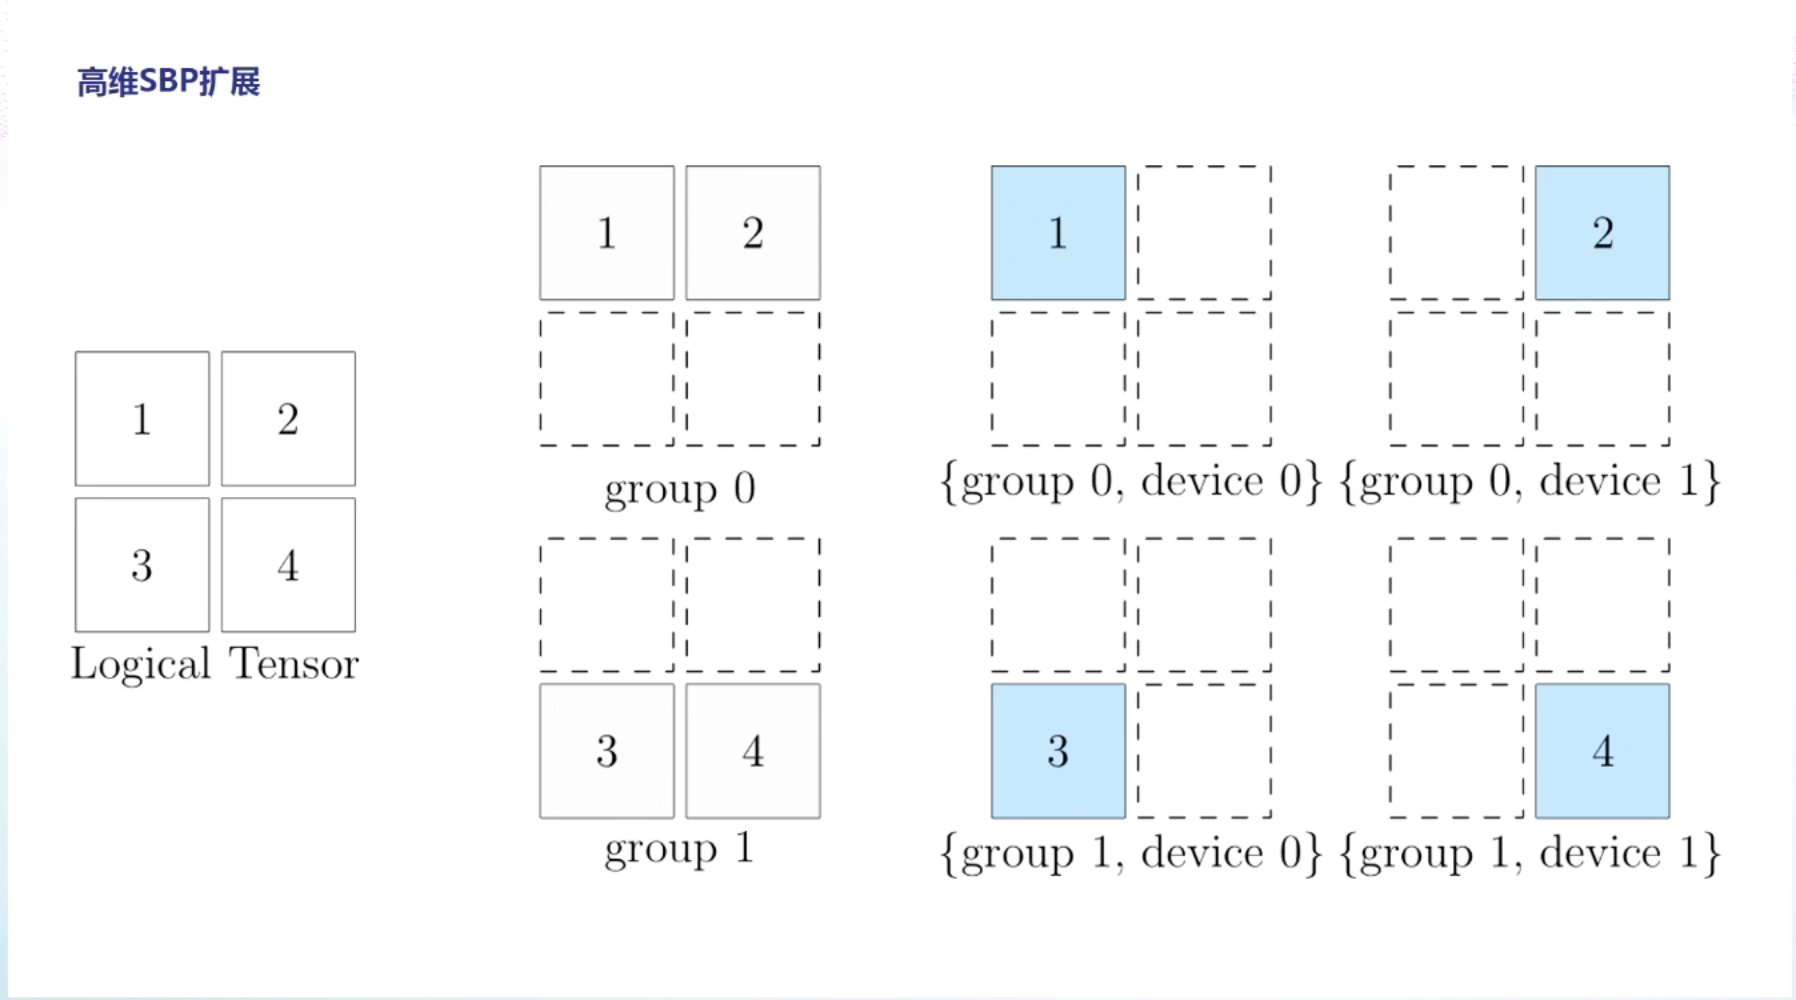 高维SBP扩展
1 2
3 4
Logical Tensor
1 2
group 0
3 4
group 1
1
{group 0, device 0}
2
{group 0, device 1}
3
{group 1, device 0}
4
{group 1, device 1}